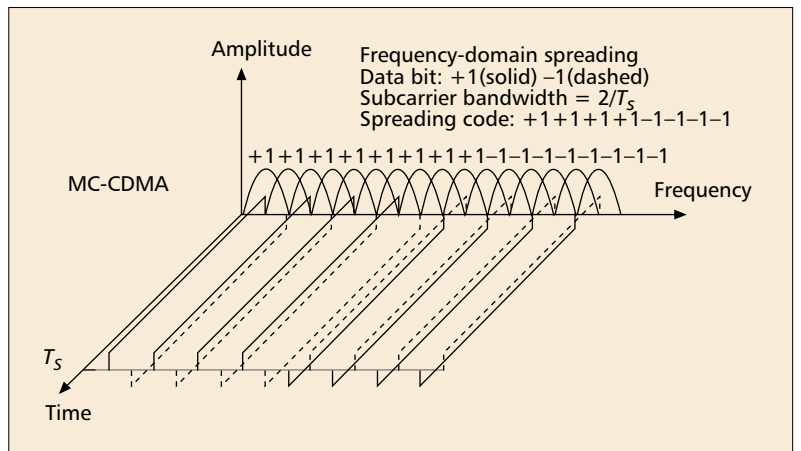 Amplitude
Frequency-domain spreading
Data bit: +1(solid) –1(dashed)
Subcarrier bandwidth = 2/Ts
Spreading code: +1+1+1+1–1–1–1–1
+1+1+1+1+1+1+1+1–1–1–1–1–1–1–1–1
MC-CDMA
Frequency
Ts
Time